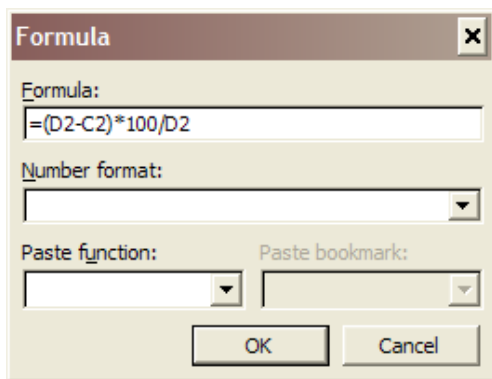 Formula
Formula:
=(D2-C2)*100/D2
Number format:
Paste function: Paste bookmark:
OK Cancel